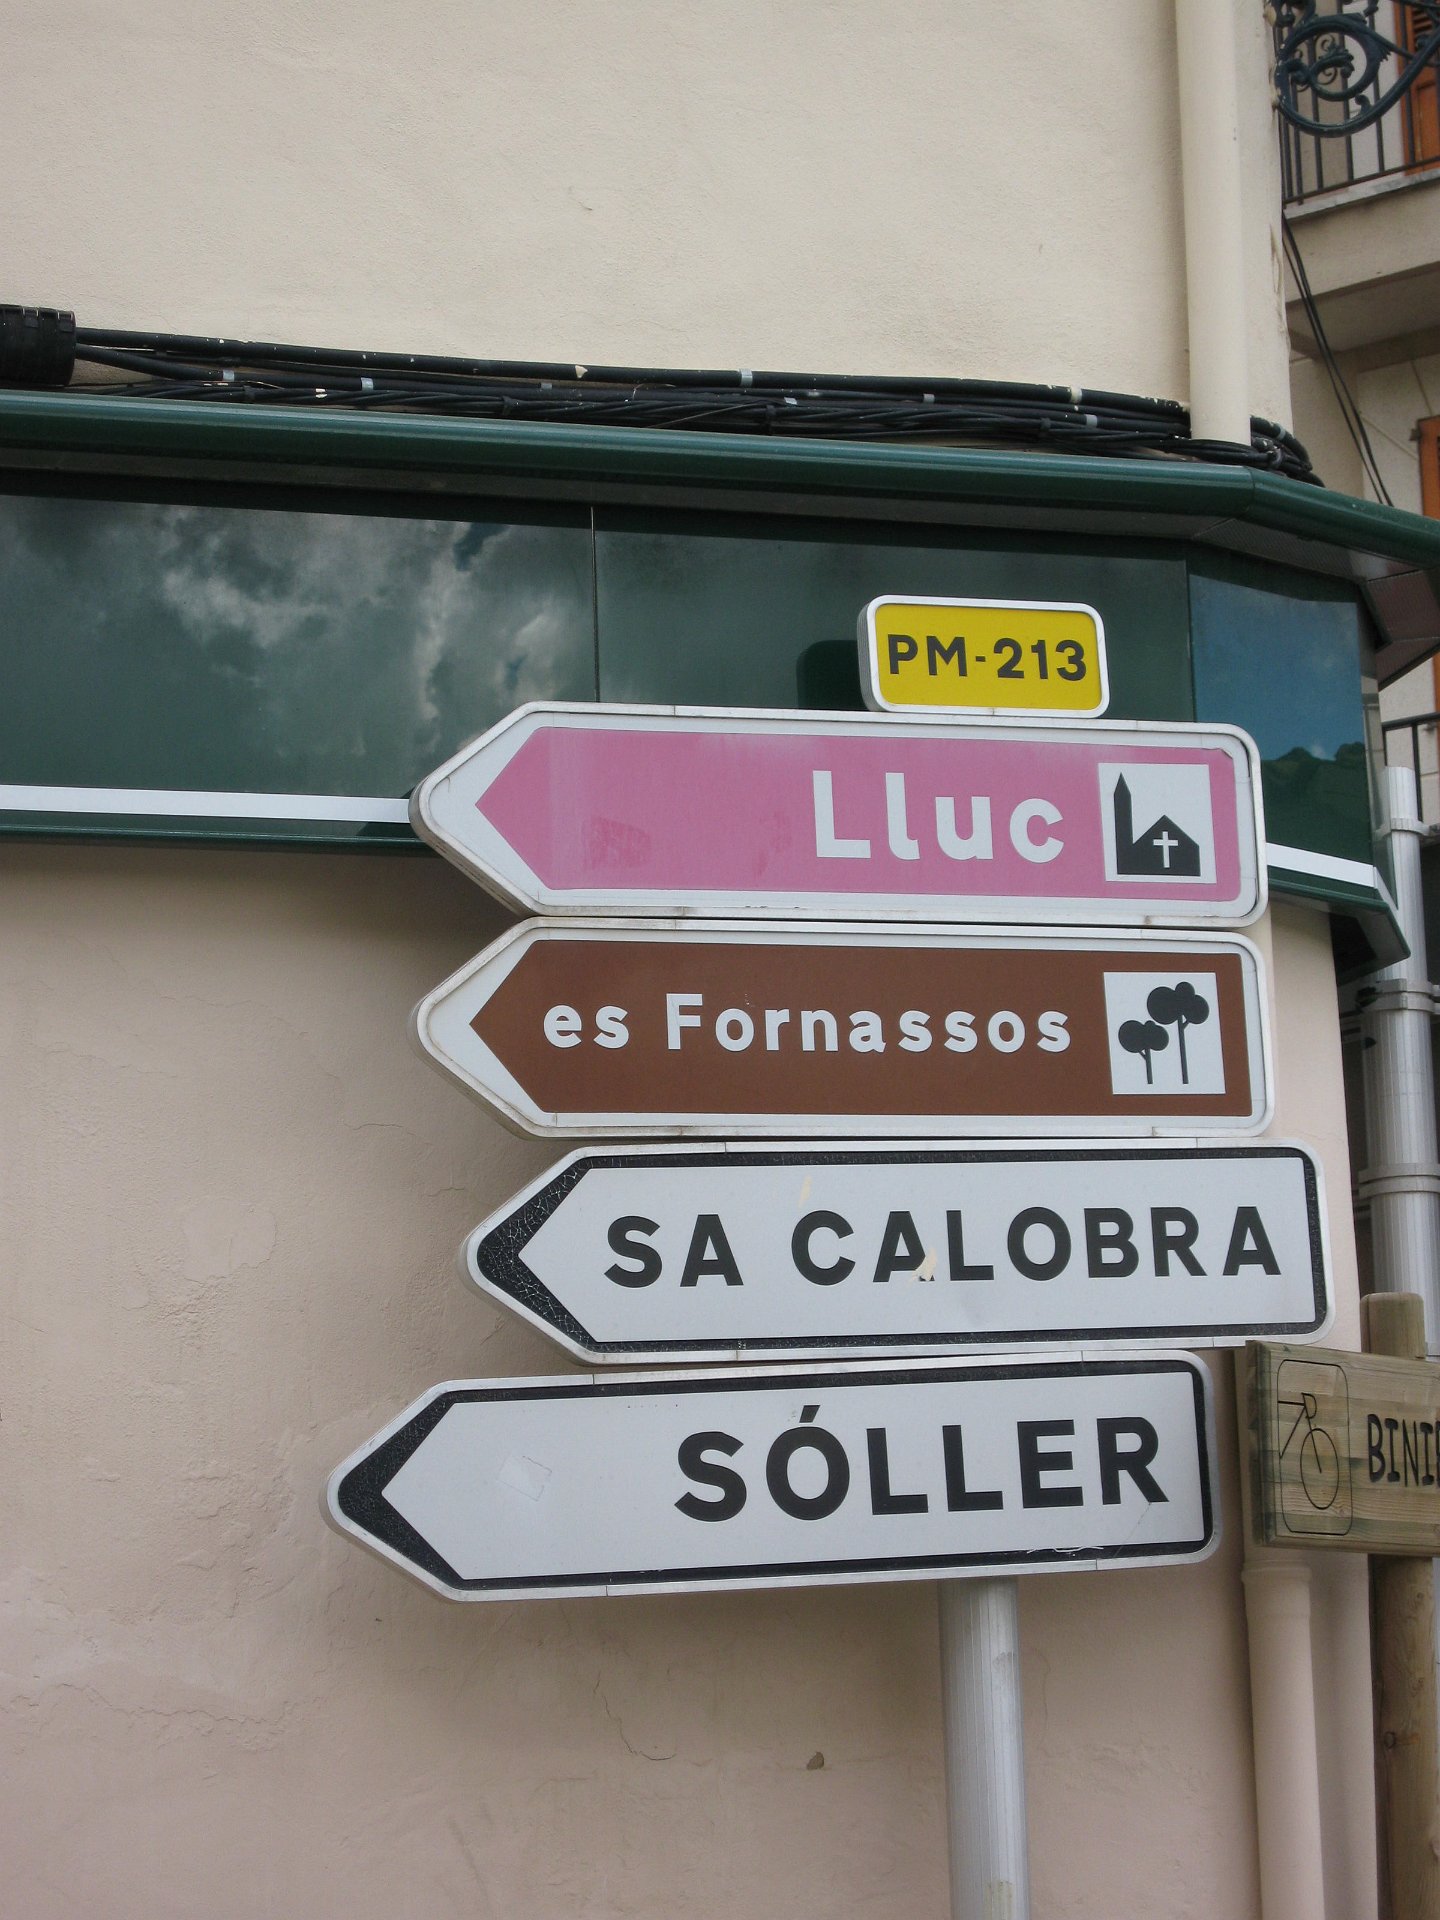 PM-213
Lluc
es Fornassos
SA CALOBRA
SÓLLER